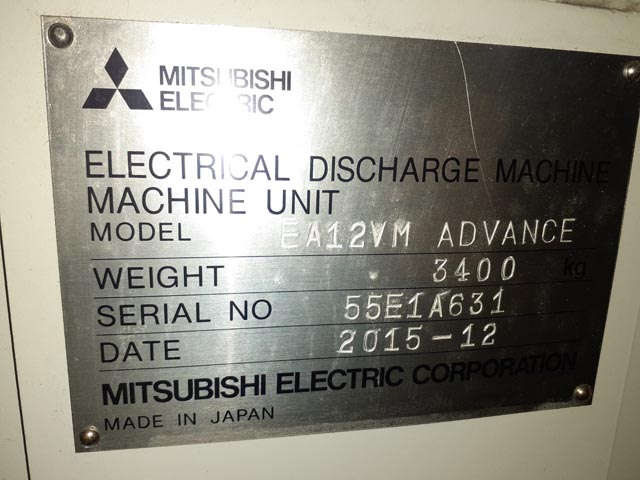 MITSUBISHI
ELECTRIC
ELECTRICAL DISCHARGE MACHINE
MACHINE UNIT
MODEL EA12VM ADVANCE
WEIGHT 3400 kg
SERIAL NO 55E1A631
DATE 2015-12
MITSUBISHI ELECTRIC CORPORATION
MADE IN JAPAN